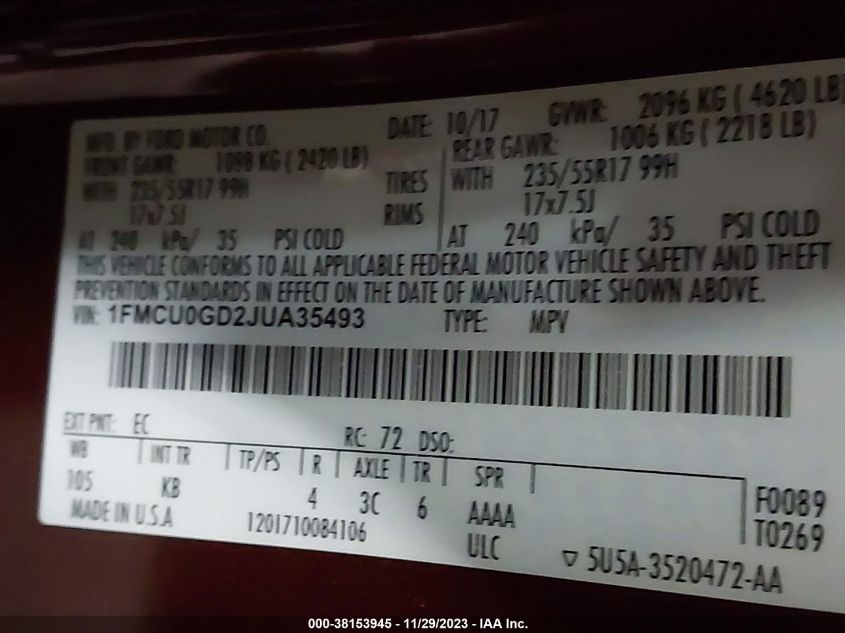 MFD. BY FORD MOTOR CO.
DATE: 10/17 GVWR: 2096 KG ( 4620 LB)
FRONT GAWR: 1098 KG ( 2420 LB) REAR GAWR: 1006 KG ( 2218 LB)
WITH 235/55R17 99H TIRES WITH 235/55R17 99H
17x7.5J RIMS 17x7.5J
AT 240 kPa/ 35 PSI COLD AT 240 kPa/ 35 PSI COLD
THIS VEHICLE CONFORMS TO ALL APPLICABLE FEDERAL MOTOR VEHICLE SAFETY AND THEFT
PREVENTION STANDARDS IN EFFECT ON THE DATE OF MANUFACTURE SHOWN ABOVE.
VIN: 1FMCU0GD2JUA35493 TYPE: MPV
EXT PNT: EC RC: 72 DSO:
WB INT TR TP/PS R AXLE TR SPR
105 KB 4 3C 6 AAAA F0089
MADE IN U.S.A 1201710084106 ULC T0269
5U5A-3520472-AA
000-38153945 - 11/29/2023 - IAA Inc.